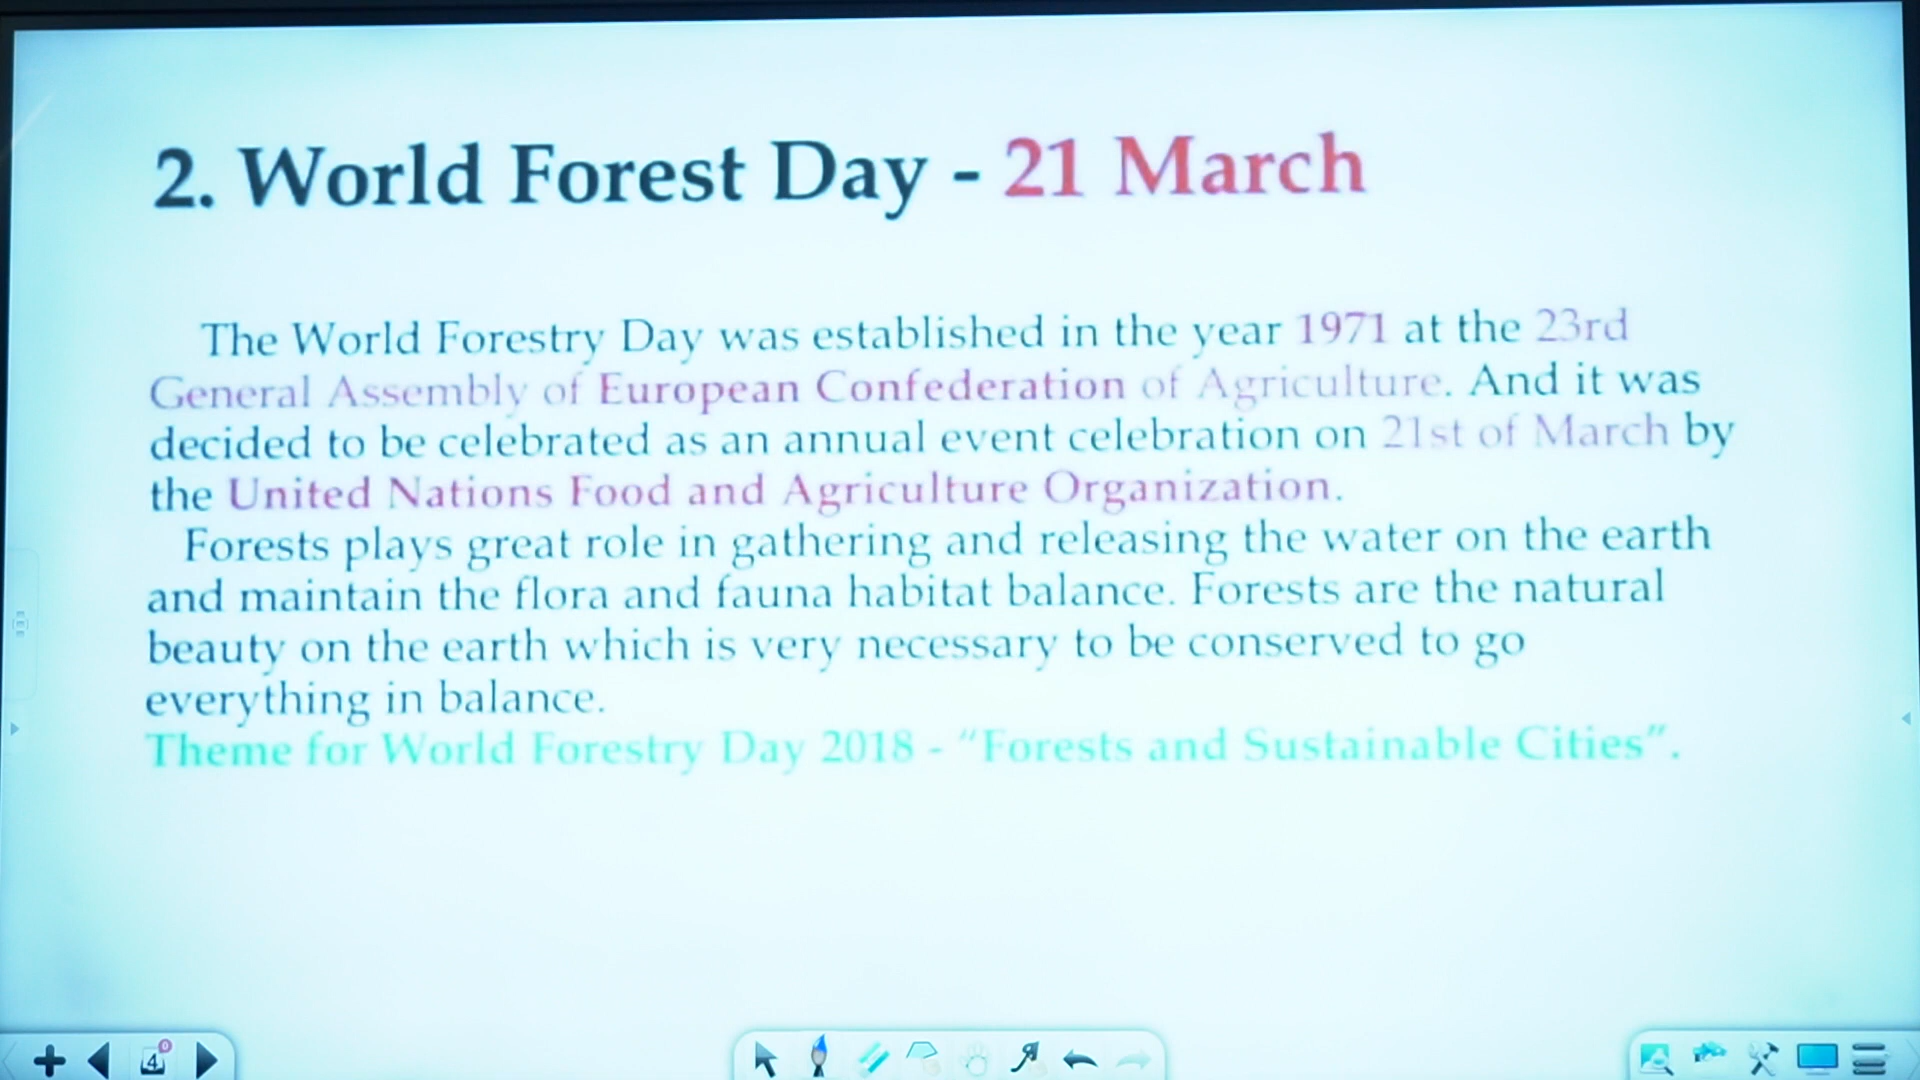 2. World Forest Day - 21 March
The World Forestry Day was established in the year 1971 at the 23rd
General Assembly of European Confederation of Agriculture. And it was
decided to be celebrated as an annual event celebration on 21st of March by
the United Nations Food and Agriculture Organization.
Forests plays great role in gathering and releasing the water on the earth
and maintain the flora and fauna habitat balance. Forests are the natural
beauty on the earth which is very necessary to be conserved to go
everything in balance.
Theme for World Forestry Day 2018 - “Forests and Sustainable Cities”.
4
0